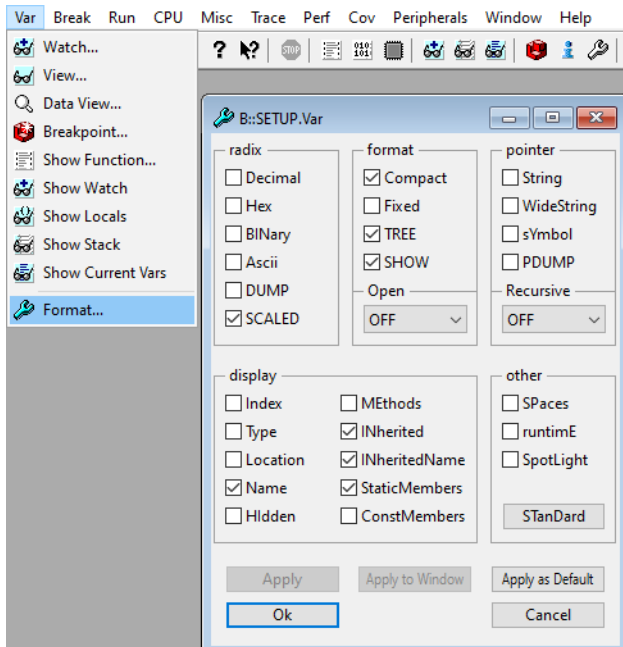 Var Break Run CPU Misc Trace Perf Cov Peripherals Window Help
Watch...
View...
Data View...
Breakpoint...
Show Function...
Show Watch
Show Locals
Show Stack
Show Current Vars
Format...
? ? STOP 010 101 i
B::SETUP.Var
radix
Decimal
Hex
BINary
Ascii
DUMP
SCALED
format
Compact
Fixed
TREE
SHOW
Open
OFF
pointer
String
WideString
sYmbol
PDUMP
Recursive
OFF
display
Index
Type
Location
Name
HIdden
MEthods
INherited
INheritedName
StaticMembers
ConstMembers
other
SPaces
runtimE
SpotLight
STanDard
Apply Apply to Window Apply as Default
Ok Cancel